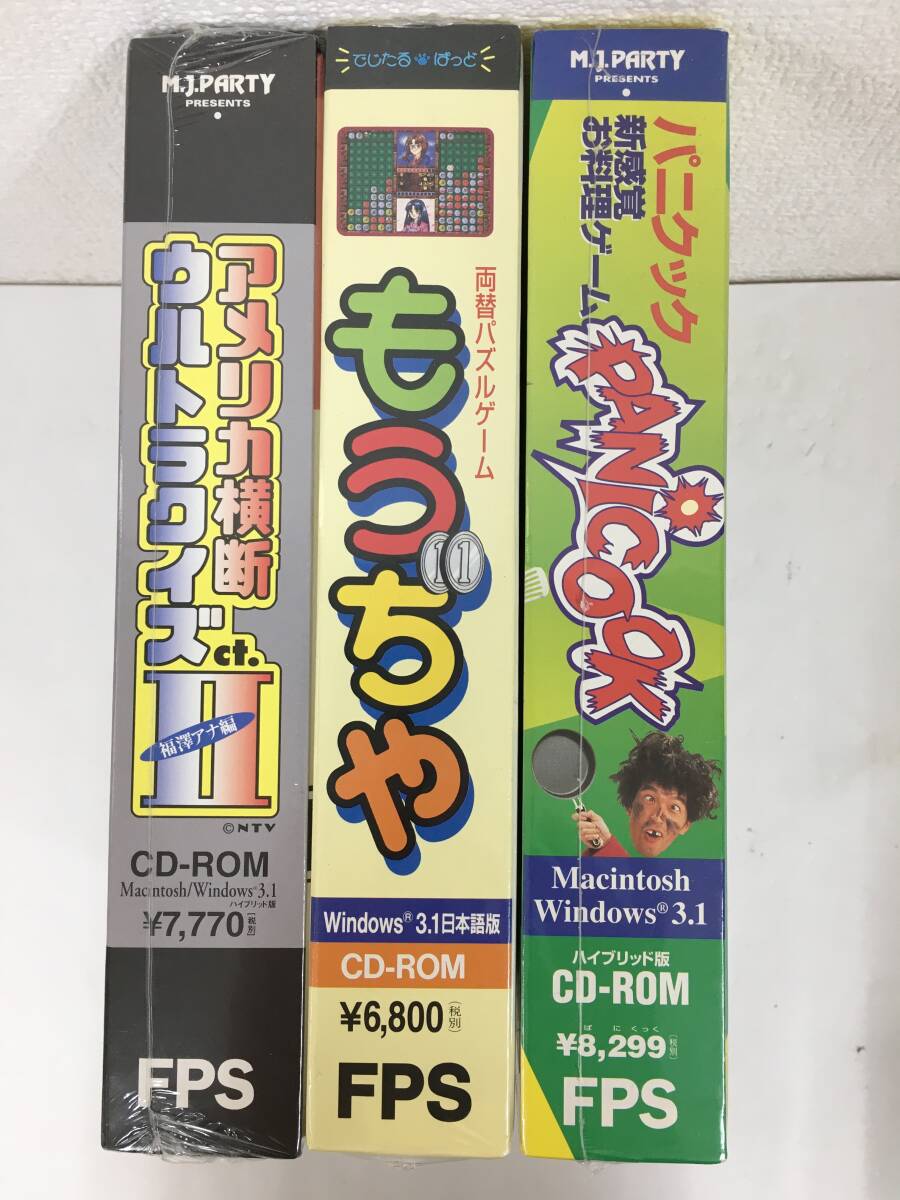 M.J.PARTY
PRESENTS
アメリカ横断
ウルトラクイズ
ct.
II
福澤アナ編
©NTV
CD-ROM
Macintosh/Windows®3.1
ハイブリッド版
¥7,770[税別]
FPS
でじたるぱっど
両替パズルゲーム
もうぢや
11
Windows® 3.1日本語版
CD-ROM
¥6,800(税別)
FPS
M.J.PARTY
PRESENTS
パニクック
新感覚
お料理ゲーム
PANICOOK
Macintosh
Windows® 3.1
ハイブリッド版
CD-ROM
ぱにくっく
¥8,299[税別]
FPS